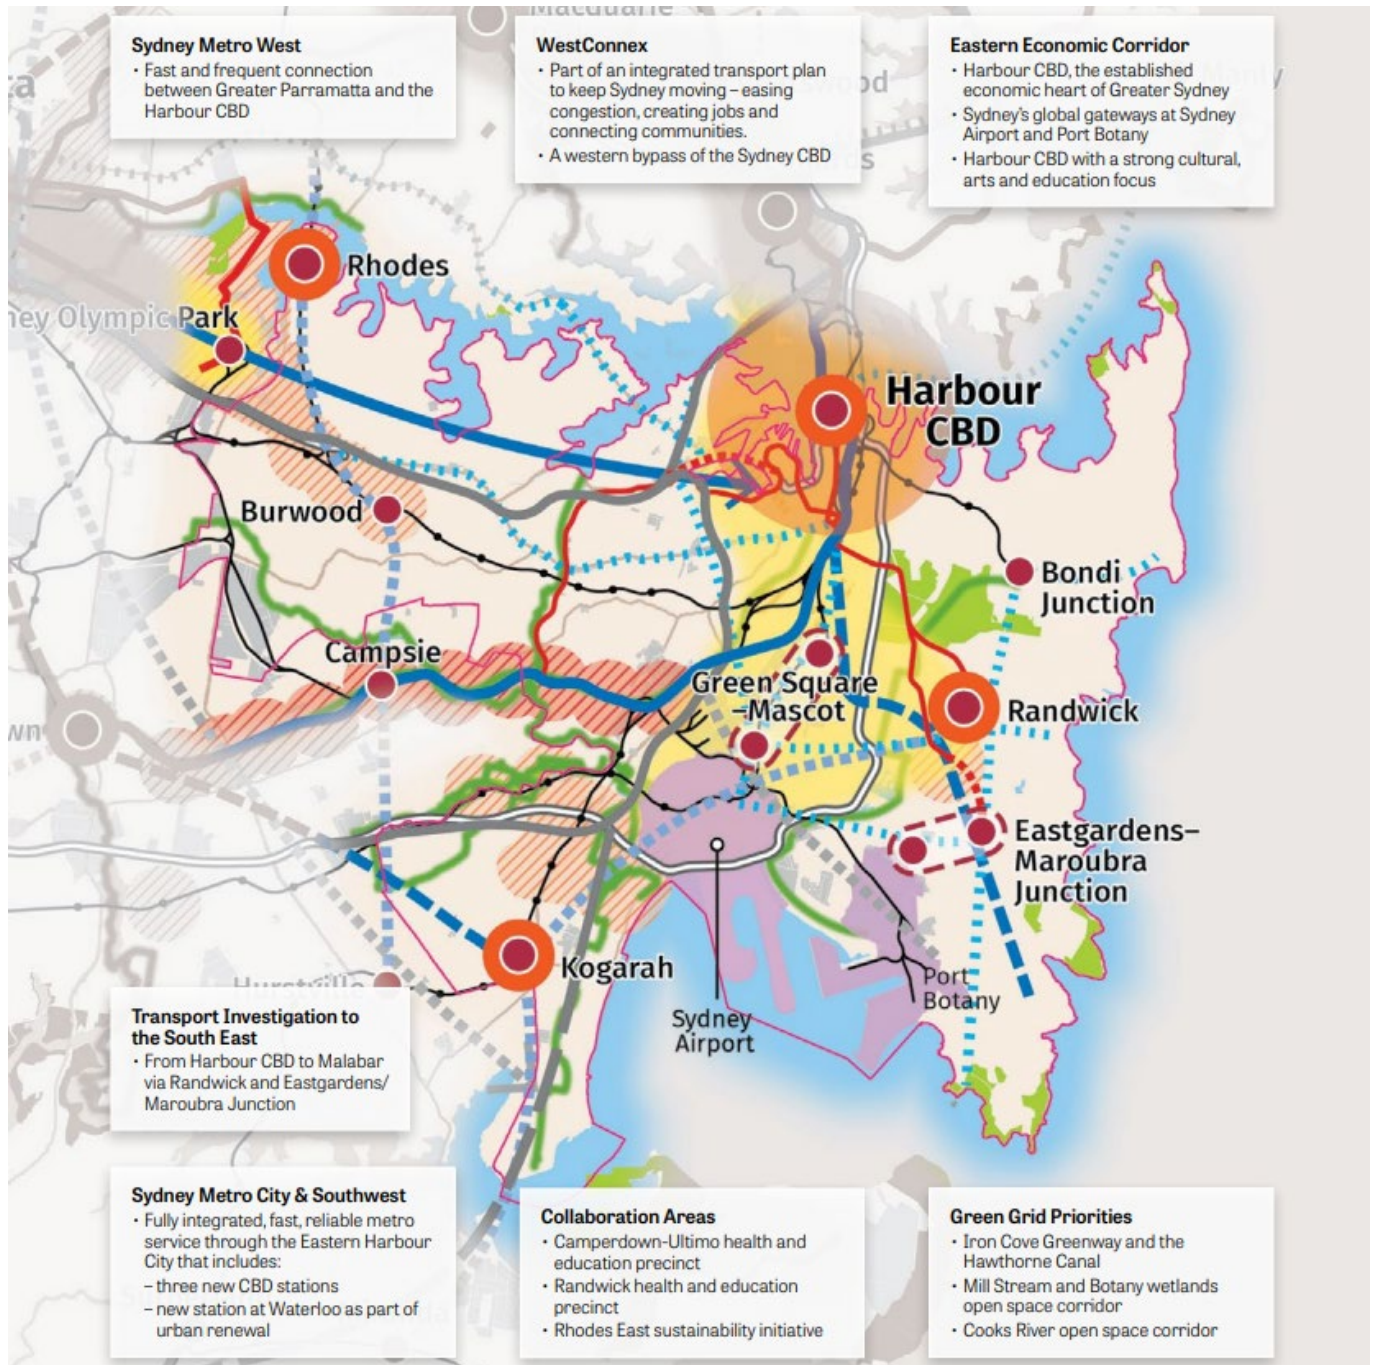 Macquarie
Sydney Metro West
• Fast and frequent connection
between Greater Parramatta and the
Harbour CBD
WestConnex
• Part of an integrated transport plan
to keep Sydney moving – easing
congestion, creating jobs and
connecting communities.
• A western bypass of the Sydney CBD
Eastern Economic Corridor
• Harbour CBD, the established
economic heart of Greater Sydney
• Sydney's global gateways at Sydney
Airport and Port Botany
• Harbour CBD with a strong cultural,
arts and education focus
Rhodes
ney Olympic Park
Harbour
CBD
Burwood
Bondi
Junction
Campsie
Green Square
–Mascot
Randwick
Eastgardens–
Maroubra
Junction
Kogarah
Hurstville
Port
Botany
Sydney
Airport
Transport Investigation to
the South East
• From Harbour CBD to Malabar
via Randwick and Eastgardens/
Maroubra Junction
Sydney Metro City & Southwest
• Fully integrated, fast, reliable metro
service through the Eastern Harbour
City that includes:
– three new CBD stations
– new station at Waterloo as part of
urban renewal
Collaboration Areas
• Camperdown-Ultimo health and
education precinct
• Randwick health and education
precinct
• Rhodes East sustainability initiative
Green Grid Priorities
• Iron Cove Greenway and the
Hawthorne Canal
• Mill Stream and Botany wetlands
open space corridor
• Cooks River open space corridor